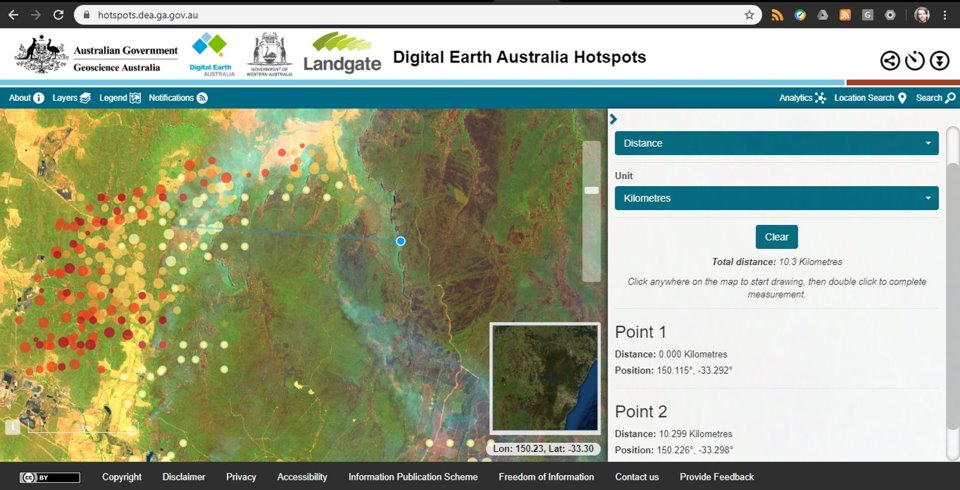 hotspots.dea.ga.gov.au
Australian Government
Geoscience Australia
Digital Earth
AUSTRALIA
GOVERNMENT OF
WESTERN AUSTRALIA
Landgate
Digital Earth Australia Hotspots
About
Layers
Legend
Notifications
Analytics
Location Search
Search
Distance
Unit
Kilometres
Clear
Total distance: 10.3 Kilometres
Click anywhere on the map to start drawing, then double click to complete
measurement.
Point 1
Distance: 0.000 Kilometres
Position: 150.115°, -33.292°
Point 2
Distance: 10.299 Kilometres
Position: 150.226°, -33.298°
Lon: 150.23, Lat: -33.30
CC BY
Copyright
Disclaimer
Privacy
Accessibility
Information Publication Scheme
Freedom of Information
Contact us
Provide Feedback